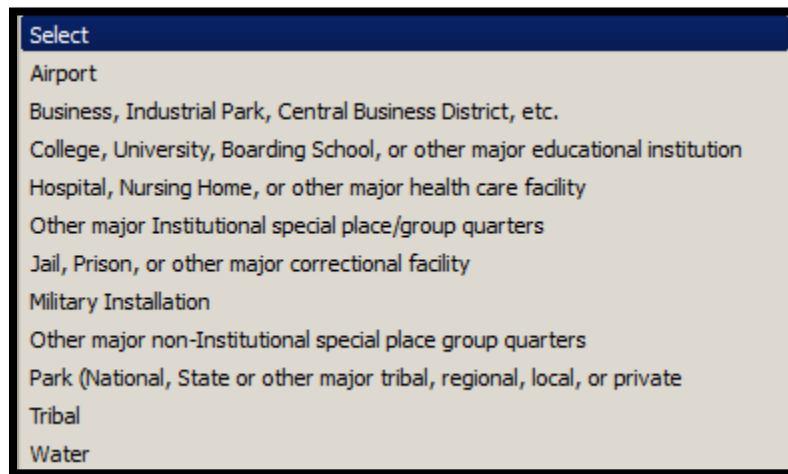 Select
Airport
Business, Industrial Park, Central Business District, etc.
College, University, Boarding School, or other major educational institution
Hospital, Nursing Home, or other major health care facility
Other major Institutional special place/group quarters
Jail, Prison, or other major correctional facility
Military Installation
Other major non-Institutional special place group quarters
Park (National, State or other major tribal, regional, local, or private
Tribal
Water